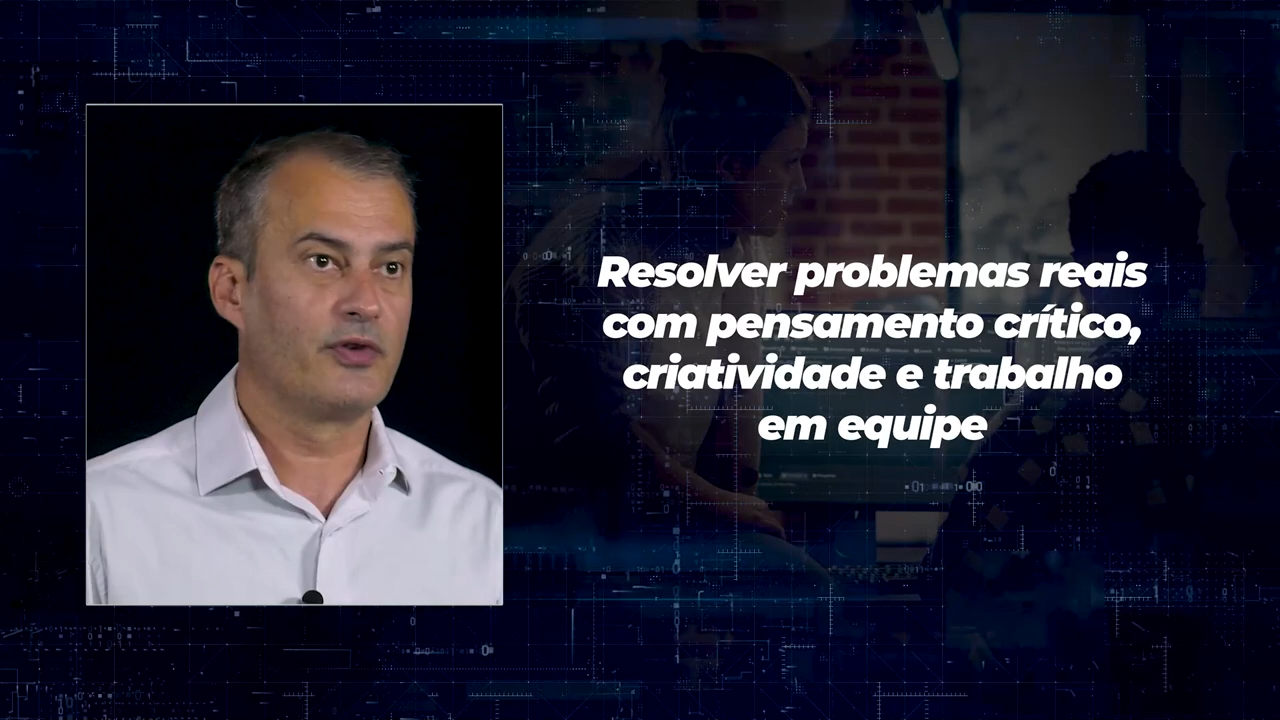 Resolver problemas reais
com pensamento crítico,
criatividade e trabalho
em equipe